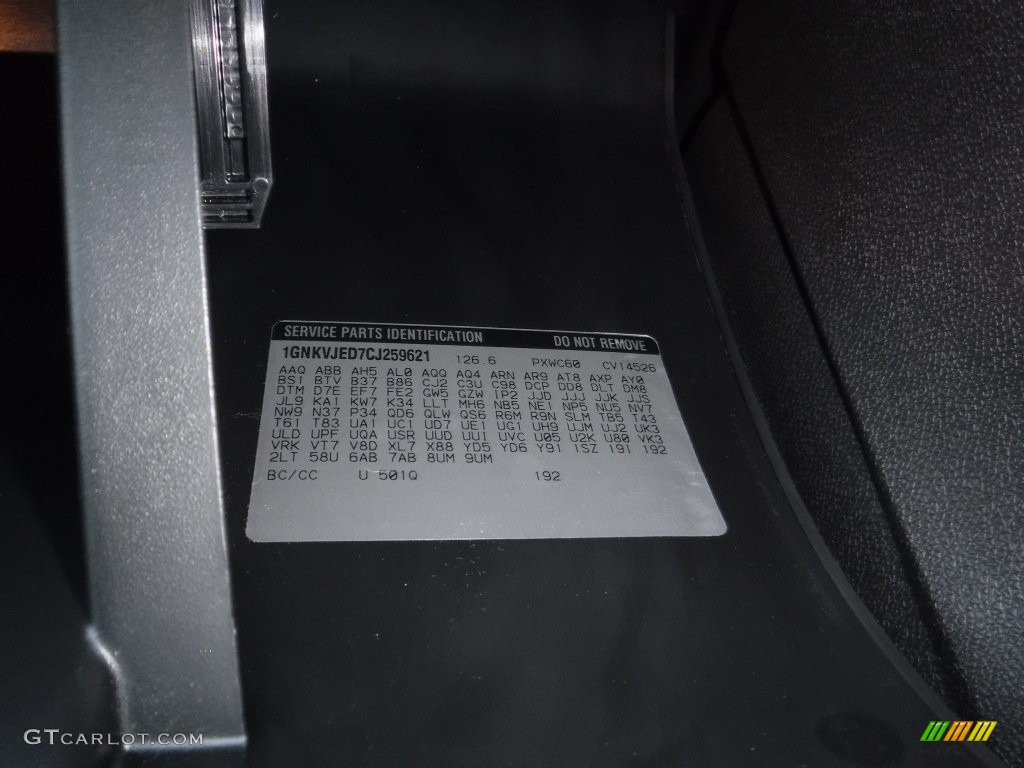 SERVICE PARTS IDENTIFICATION DO NOT REMOVE
1GNKVJED7CJ259621 126.6 PXWC60 CV14526
AAQ ABB AH5 AL0 AQQ AQ4 ARN AR9 AT8 AXP AY0
BS1 BTV B37 B86 CJ2 C3U C98 DCP DD8 DLT DM8
DTM D7E EF7 FE2 GW5 GZW IP2 JJD JJJ JJK JJS
JL9 KA1 KW7 K34 LLT MH6 NB5 NE1 NP5 NU5 NV7
NW9 N37 P34 QD6 QLW QS6 R6M R9N SLM TB5 T43
T61 T83 UA1 UC1 UD7 UE1 UG1 UH9 UJM UJ2 UK3
ULD UPF UQA USR UUD UU1 UVC U05 U2K U80 VK3
VRK VT7 V8D XL7 X88 YD5 YD6 Y91 1SZ 191 192
2LT 58U 6AB 7AB 8UM 9UM
BC/CC U 501Q 192
GTCARLOT.COM